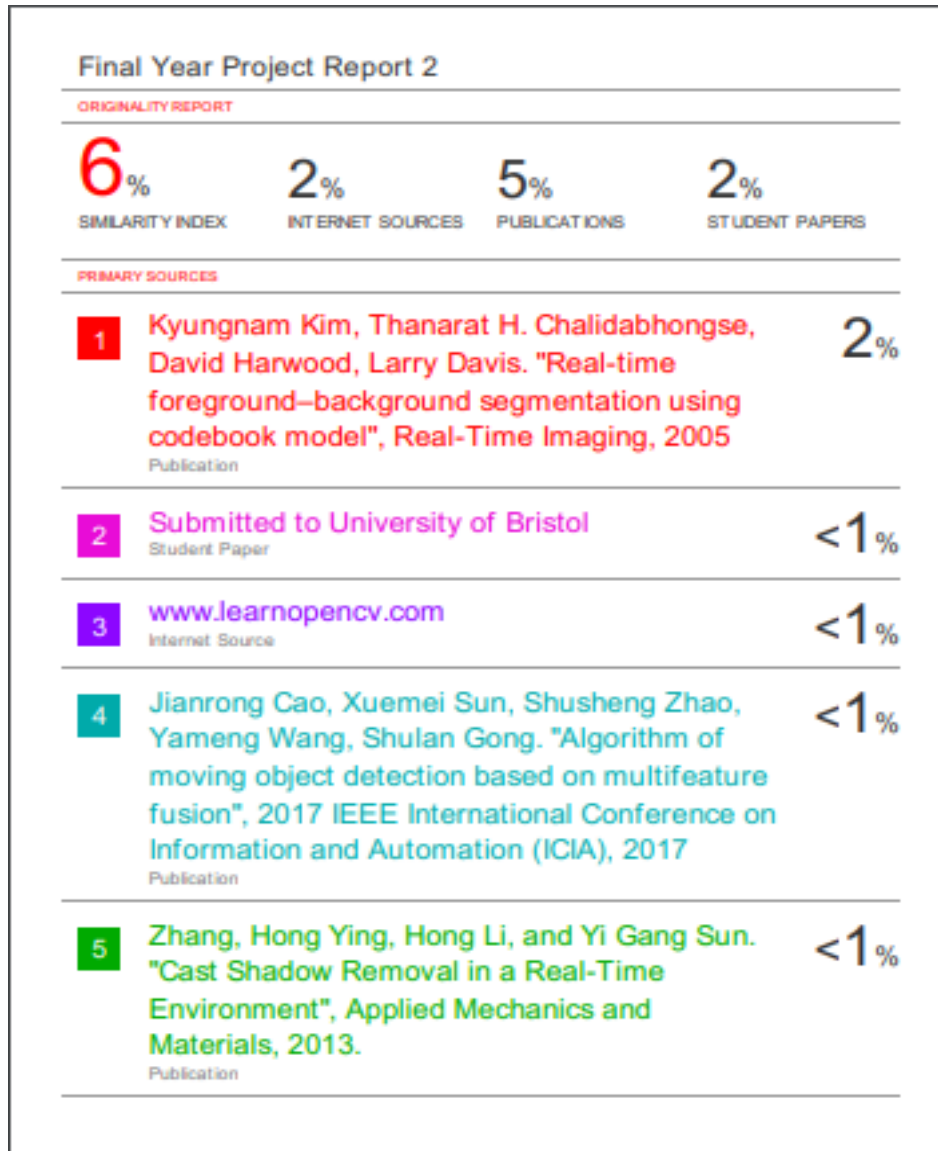 Final Year Project Report 2
ORIGINALITY REPORT
6% 2% 5% 2%
SIMILARITY INDEX INTERNET SOURCES PUBLICATIONS STUDENT PAPERS
PRIMARY SOURCES
1 Kyungnam Kim, Thanarat H. Chalidabhongse, 2%
David Harwood, Larry Davis. "Real-time
foreground–background segmentation using
codebook model", Real-Time Imaging, 2005
Publication
2 Submitted to University of Bristol <1%
Student Paper
3 www.learnopencv.com <1%
Internet Source
4 Jianrong Cao, Xuemei Sun, Shusheng Zhao, <1%
Yameng Wang, Shulan Gong. "Algorithm of
moving object detection based on multifeature
fusion", 2017 IEEE International Conference on
Information and Automation (ICIA), 2017
Publication
5 Zhang, Hong Ying, Hong Li, and Yi Gang Sun. <1%
"Cast Shadow Removal in a Real-Time
Environment", Applied Mechanics and
Materials, 2013.
Publication